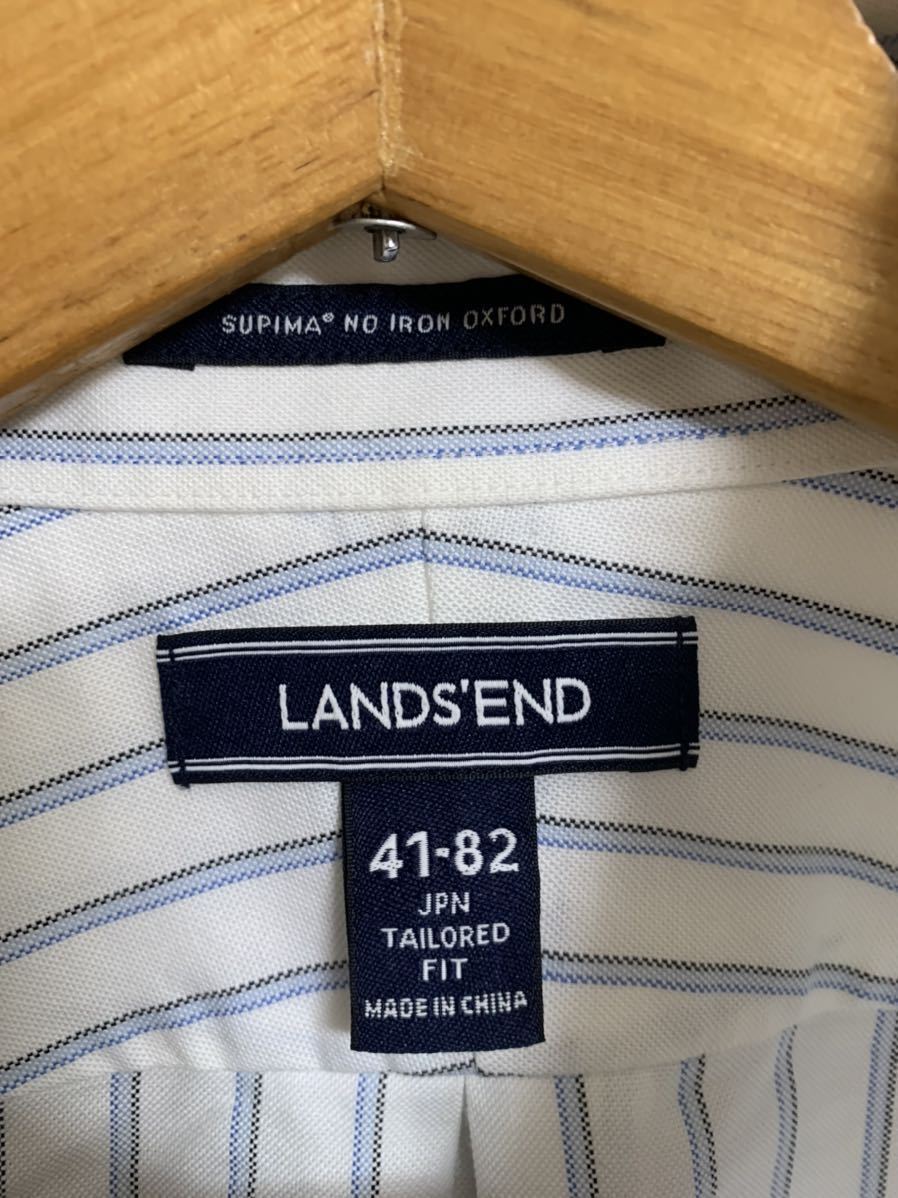 SUPIMA® NO IRON OXFORD
LANDS'END
41-82
JPN
TAILORED
FIT
MADE IN CHINA